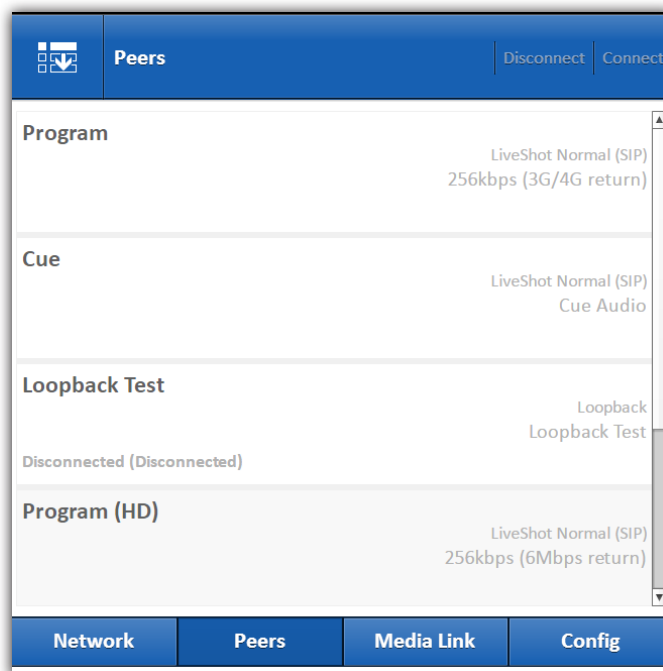 Peers
Disconnect
Connect
Program
LiveShot Normal (SIP)
256kbps (3G/4G return)
Cue
LiveShot Normal (SIP)
Cue Audio
Loopback Test
Loopback
Loopback Test
Disconnected (Disconnected)
Program (HD)
LiveShot Normal (SIP)
256kbps (6Mbps return)
Network
Peers
Media Link
Config